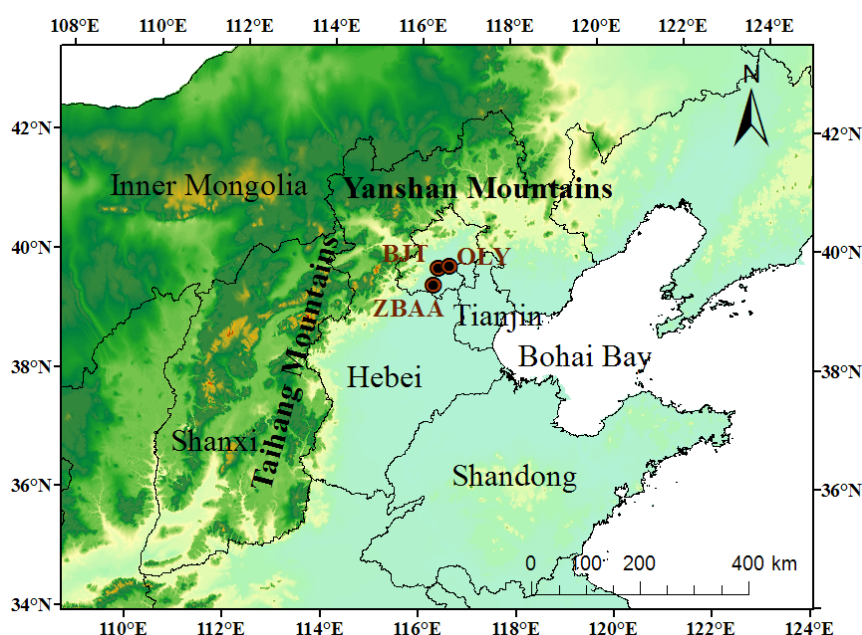 108°E 110°E 112°E 114°E 116°E 118°E 120°E 122°E 124°E
N
42°N 42°N
Inner Mongolia
Yanshan Mountains
40°N 40°N
BJT OLY
ZBAA
Tianjin
Taihang Mountains
Bohai Bay
38°N 38°N
Hebei
Shanxi
Shandong
36°N 36°N
0 100 200 400 km
34°N 34°N
110°E 112°E 114°E 116°E 118°E 120°E 122°E 124°E